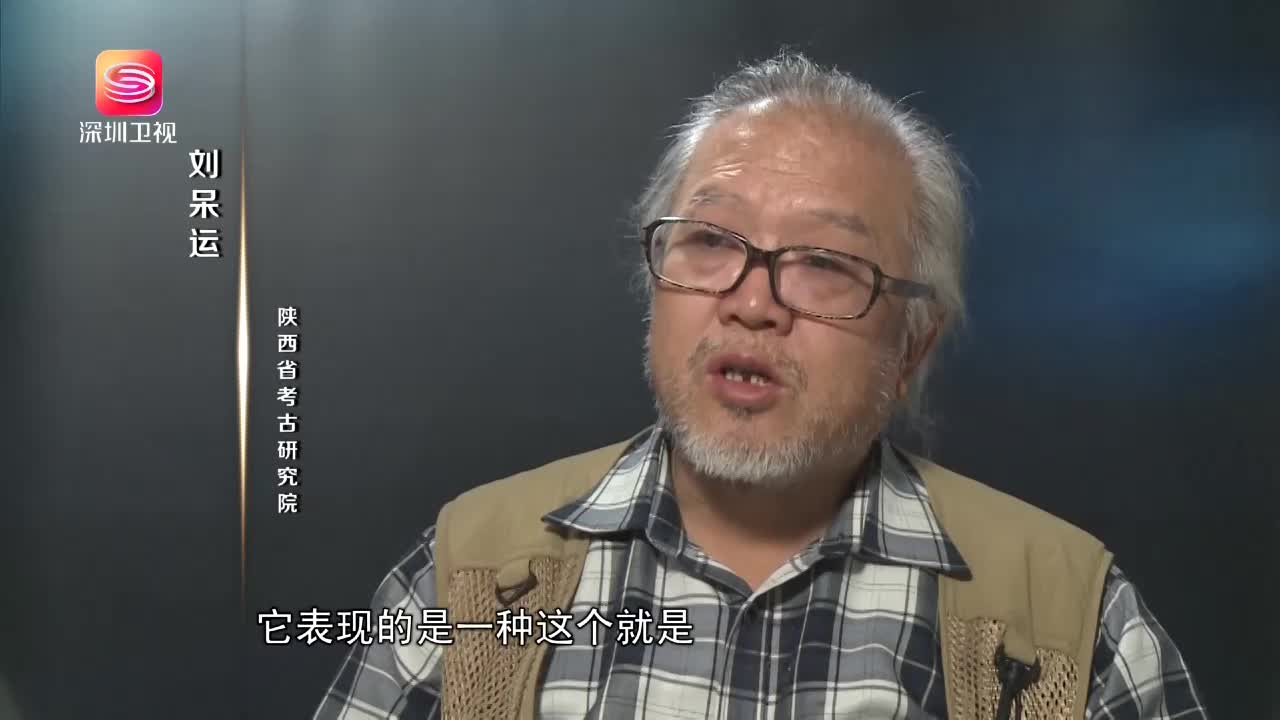 深圳卫视
刘呆运
陕西省考古研究院
它表现的是一种这个就是